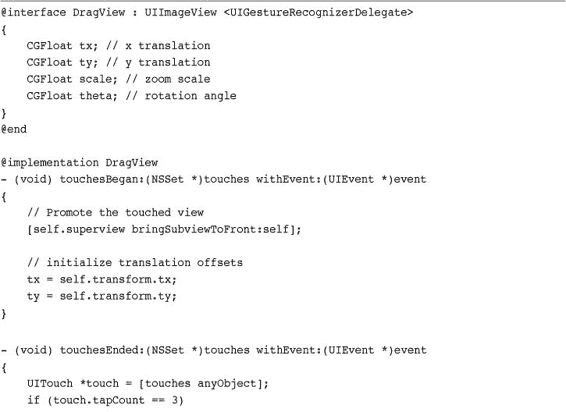 @interface DragView : UIImageView <UIGestureRecognizerDelegate>
{
    CGFloat tx; // x translation
    CGFloat ty; // y translation
    CGFloat scale; // zoom scale
    CGFloat theta; // rotation angle
}
@end

@implementation DragView
- (void) touchesBegan:(NSSet *)touches withEvent:(UIEvent *)event
{
    // Promote the touched view
    [self.superview bringSubviewToFront:self];

    // initialize translation offsets
    tx = self.transform.tx;
    ty = self.transform.ty;
}

- (void) touchesEnded:(NSSet *)touches withEvent:(UIEvent *)event
{
    UITouch *touch = [touches anyObject];
    if (touch.tapCount == 3)